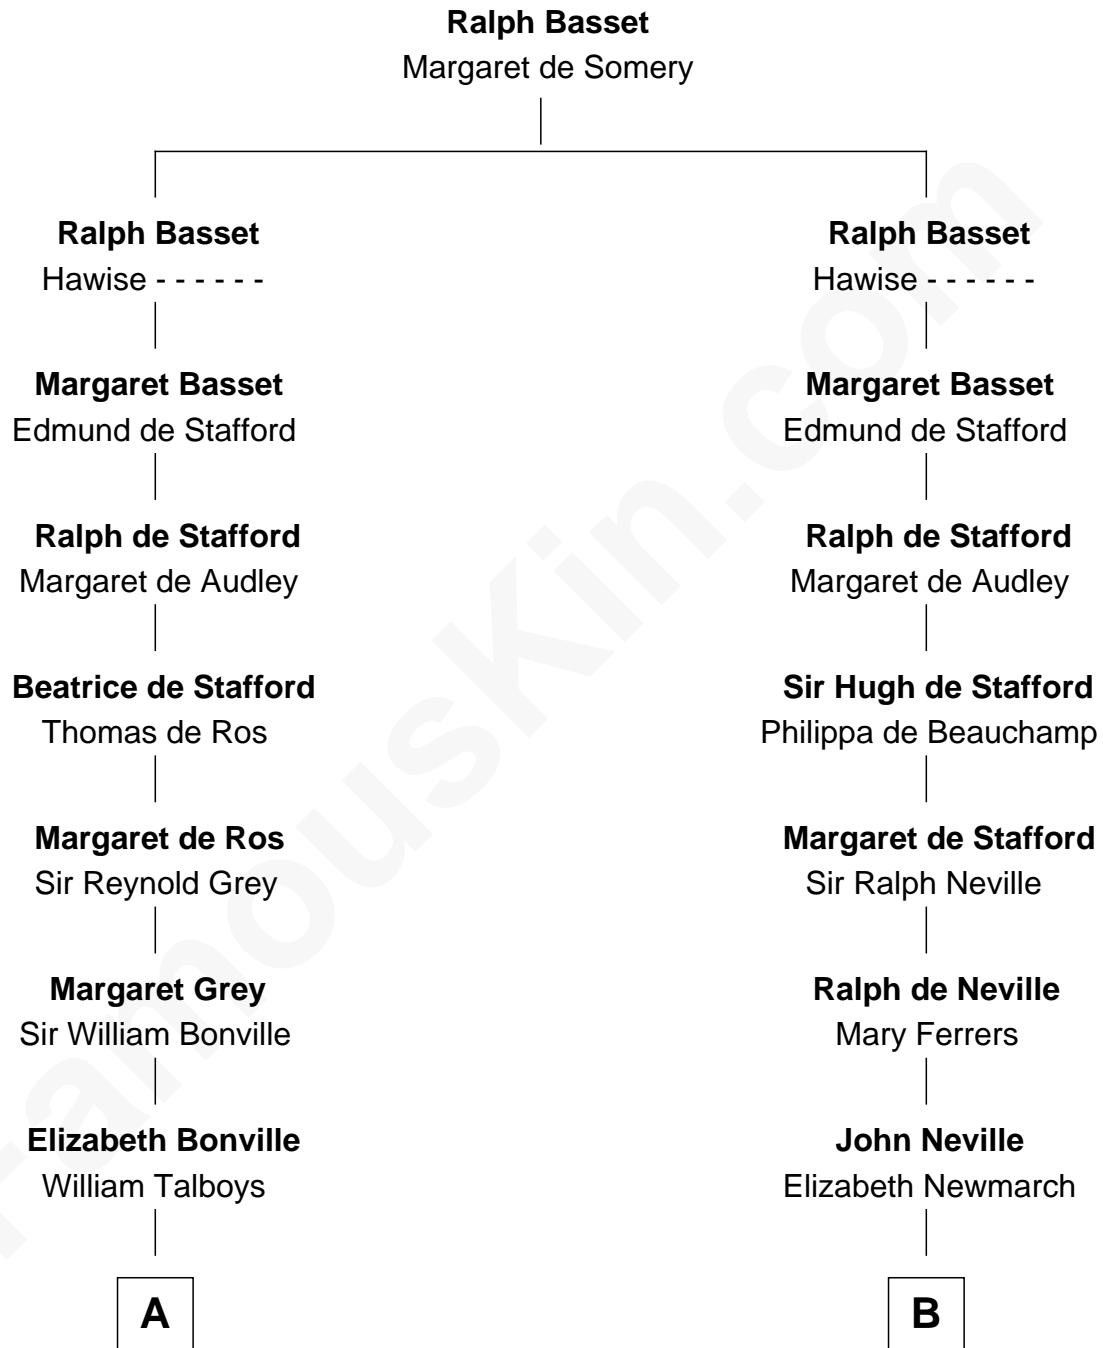 Ralph Basset
Margaret de Somery
Ralph Basset
Hawise - - - - - -
Margaret Basset
Edmund de Stafford
Ralph de Stafford
Margaret de Audley
Beatrice de Stafford
Thomas de Ros
Margaret de Ros
Sir Reynold Grey
Margaret Grey
Sir William Bonville
Elizabeth Bonville
William Talboys
A
Ralph Basset
Hawise - - - - - -
Margaret Basset
Edmund de Stafford
Ralph de Stafford
Margaret de Audley
Sir Hugh de Stafford
Philippa de Beauchamp
Margaret de Stafford
Sir Ralph Neville
Ralph de Neville
Mary Ferrers
John Neville
Elizabeth Newmarch
B
FamousKin.com